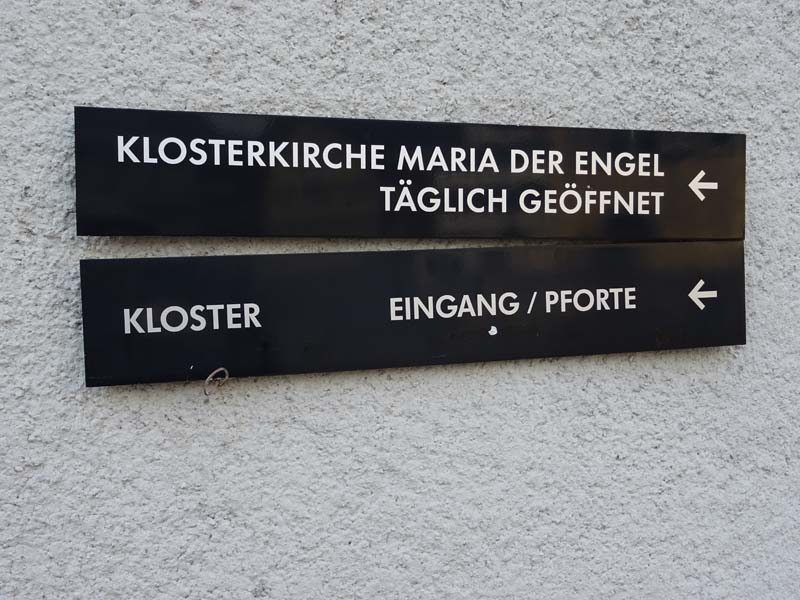 KLOSTERKIRCHE MARIA DER ENGEL
TÄGLICH GEÖFFNET ←
KLOSTER EINGANG / PFORTE ←